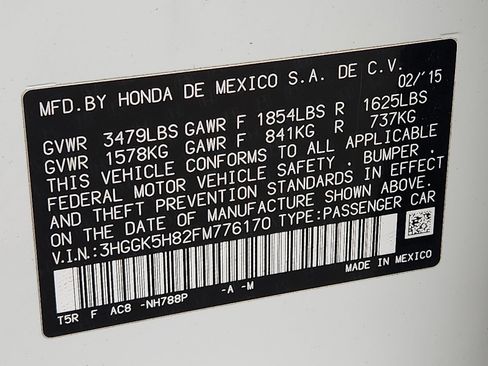 MFD.BY HONDA DE MEXICO S.A. DE C.V.
02/'15
GVWR 3479LBS GAWR F 1854LBS R 1625LBS
GVWR 1578KG GAWR F 841KG R 737KG
THIS VEHICLE CONFORMS TO ALL APPLICABLE
FEDERAL MOTOR VEHICLE SAFETY , BUMPER ,
AND THEFT PREVENTION STANDARDS IN EFFECT
ON THE DATE OF MANUFACTURE SHOWN ABOVE.
V.I.N.:3HGGK5H82FM776170 TYPE:PASSENGER CAR
MADE IN MEXICO
T5R F AC8 -NH788P -A -M